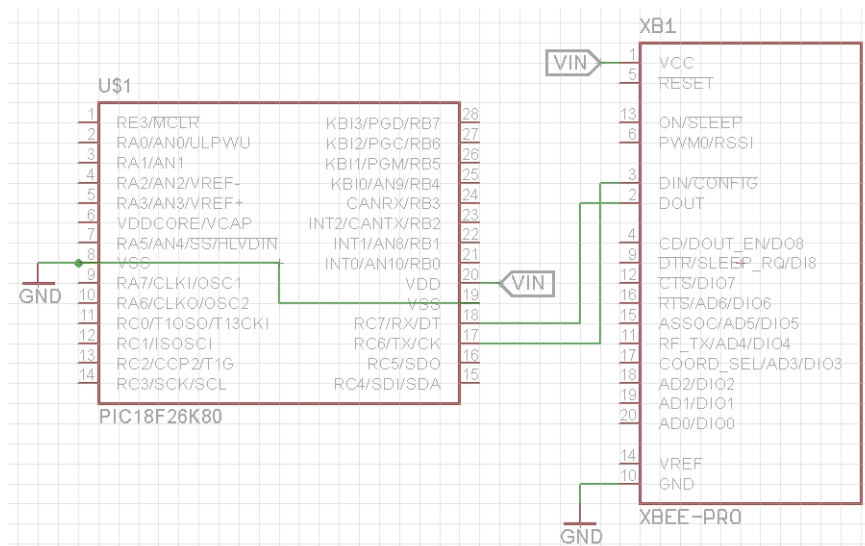 U$1
1 RE3/MCLR
2 RA0/AN0/ULPWU
3 RA1/AN1
4 RA2/AN2/VREF-
5 RA3/AN3/VREF+
6 VDDCORE/VCAP
7 RA5/AN4/SS/HLVDIN
8 VSS
9 RA7/CLKI/OSC1
10 RA6/CLKO/OSC2
11 RC0/T1OSO/T13CKI
12 RC1/ISOSCI
13 RC2/CCP2/T1G
14 RC3/SCK/SCL
KBI3/PGD/RB7 28
KBI2/PGC/RB6 27
KBI1/PGM/RB5 26
KBI0/AN9/RB4 25
CANRX/RB3 24
INT2/CANTX/RB2 23
INT1/AN8/RB1 22
INT0/AN10/RB0 21
VDD 20
VSS 19
RC7/RX/DT 18
RC6/TX/CK 17
RC5/SDO 16
RC4/SDI/SDA 15
PIC18F26K80
GND
VIN
XB1
VIN
1 VCC
5 RESET
13 ON/SLEEP
6 PWM0/RSSI
3 DIN/CONFIG
2 DOUT
4 CD/DOUT_EN/DO8
9 DTR/SLEEP_RQ/DI8
12 CTS/DIO7
16 RTS/AD6/DIO6
15 ASSOC/AD5/DIO5
11 RF_TX/AD4/DIO4
17 COORD_SEL/AD3/DIO3
18 AD2/DIO2
19 AD1/DIO1
20 AD0/DIO0
14 VREF
10 GND
XBEE-PRO
GND